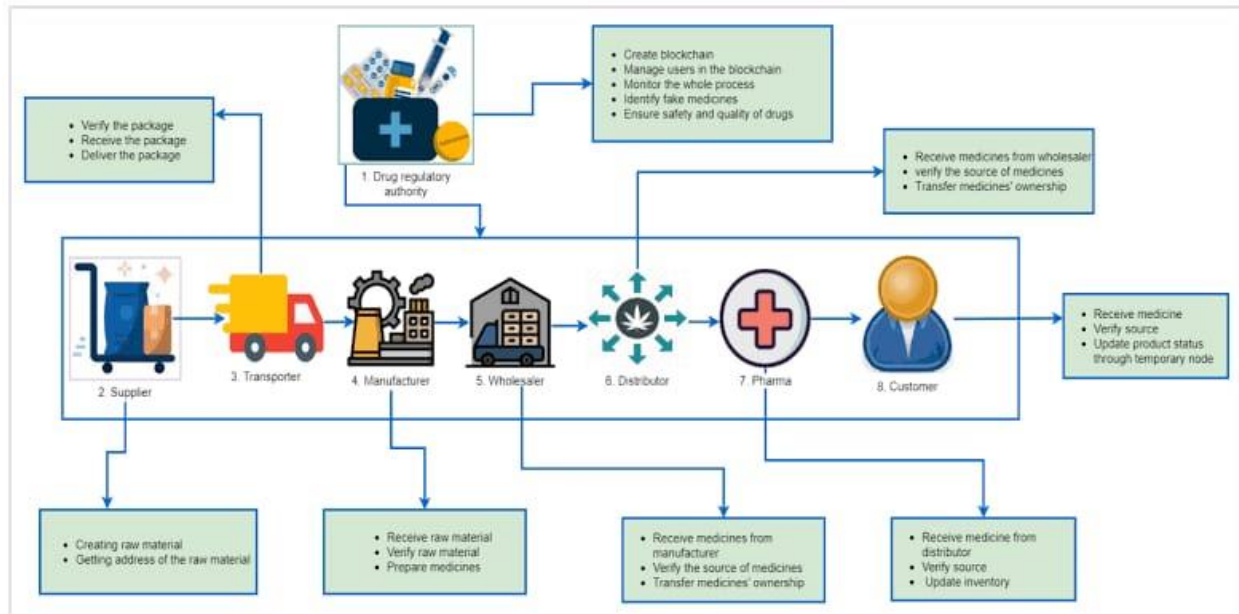 • Create blockchain
• Manage users in the blockchain
• Monitor the whole process
• Identify fake medicines
• Ensure safety and quality of drugs
• Verify the package
• Receive the package
• Deliver the package
1. Drug regulatory
authority
• Receive medicines from wholesaler
• verify the source of medicines
• Transfer medicines' ownership
2. Supplier
3. Transporter
4. Manufacturer
5. Wholesaler
6. Distributor
7. Pharma
8. Customer
• Receive medicine
• Verify source
• Update product status
through temporary node
• Creating raw material
• Getting address of the raw material
• Receive raw material
• Verify raw material
• Prepare medicines
• Receive medicines from
manufacturer
• Verify the source of medicines
• Transfer medicines' ownership
• Receive medicine from
distributor
• Verify source
• Update inventory